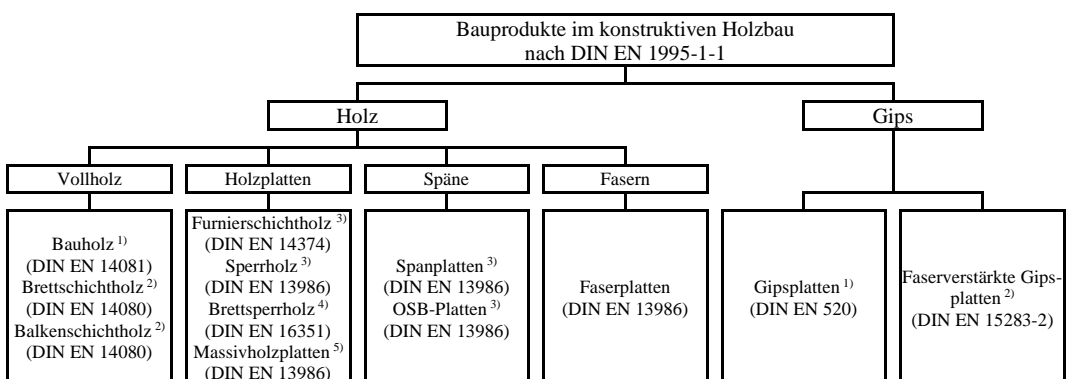 Bauprodukte im konstruktiven Holzbau
nach DIN EN 1995-1-1
Holz
Gips
Vollholz
Holzplatten
Späne
Fasern
Bauholz 1)
(DIN EN 14081)
Brettschichtholz 2)
(DIN EN 14080)
Balkenschichtholz 2)
(DIN EN 14080)
Furnierschichtholz 3)
(DIN EN 14374)
Sperrholz 3)
(DIN EN 13986)
Brettsperrholz 4)
(DIN EN 16351)
Massivholzplatten 5)
(DIN EN 13986)
Spanplatten 3)
(DIN EN 13986)
OSB-Platten 3)
(DIN EN 13986)
Faserplatten
(DIN EN 13986)
Gipsplatten 1)
(DIN EN 520)
Faserverstärkte Gips-
platten 2)
(DIN EN 15283-2)